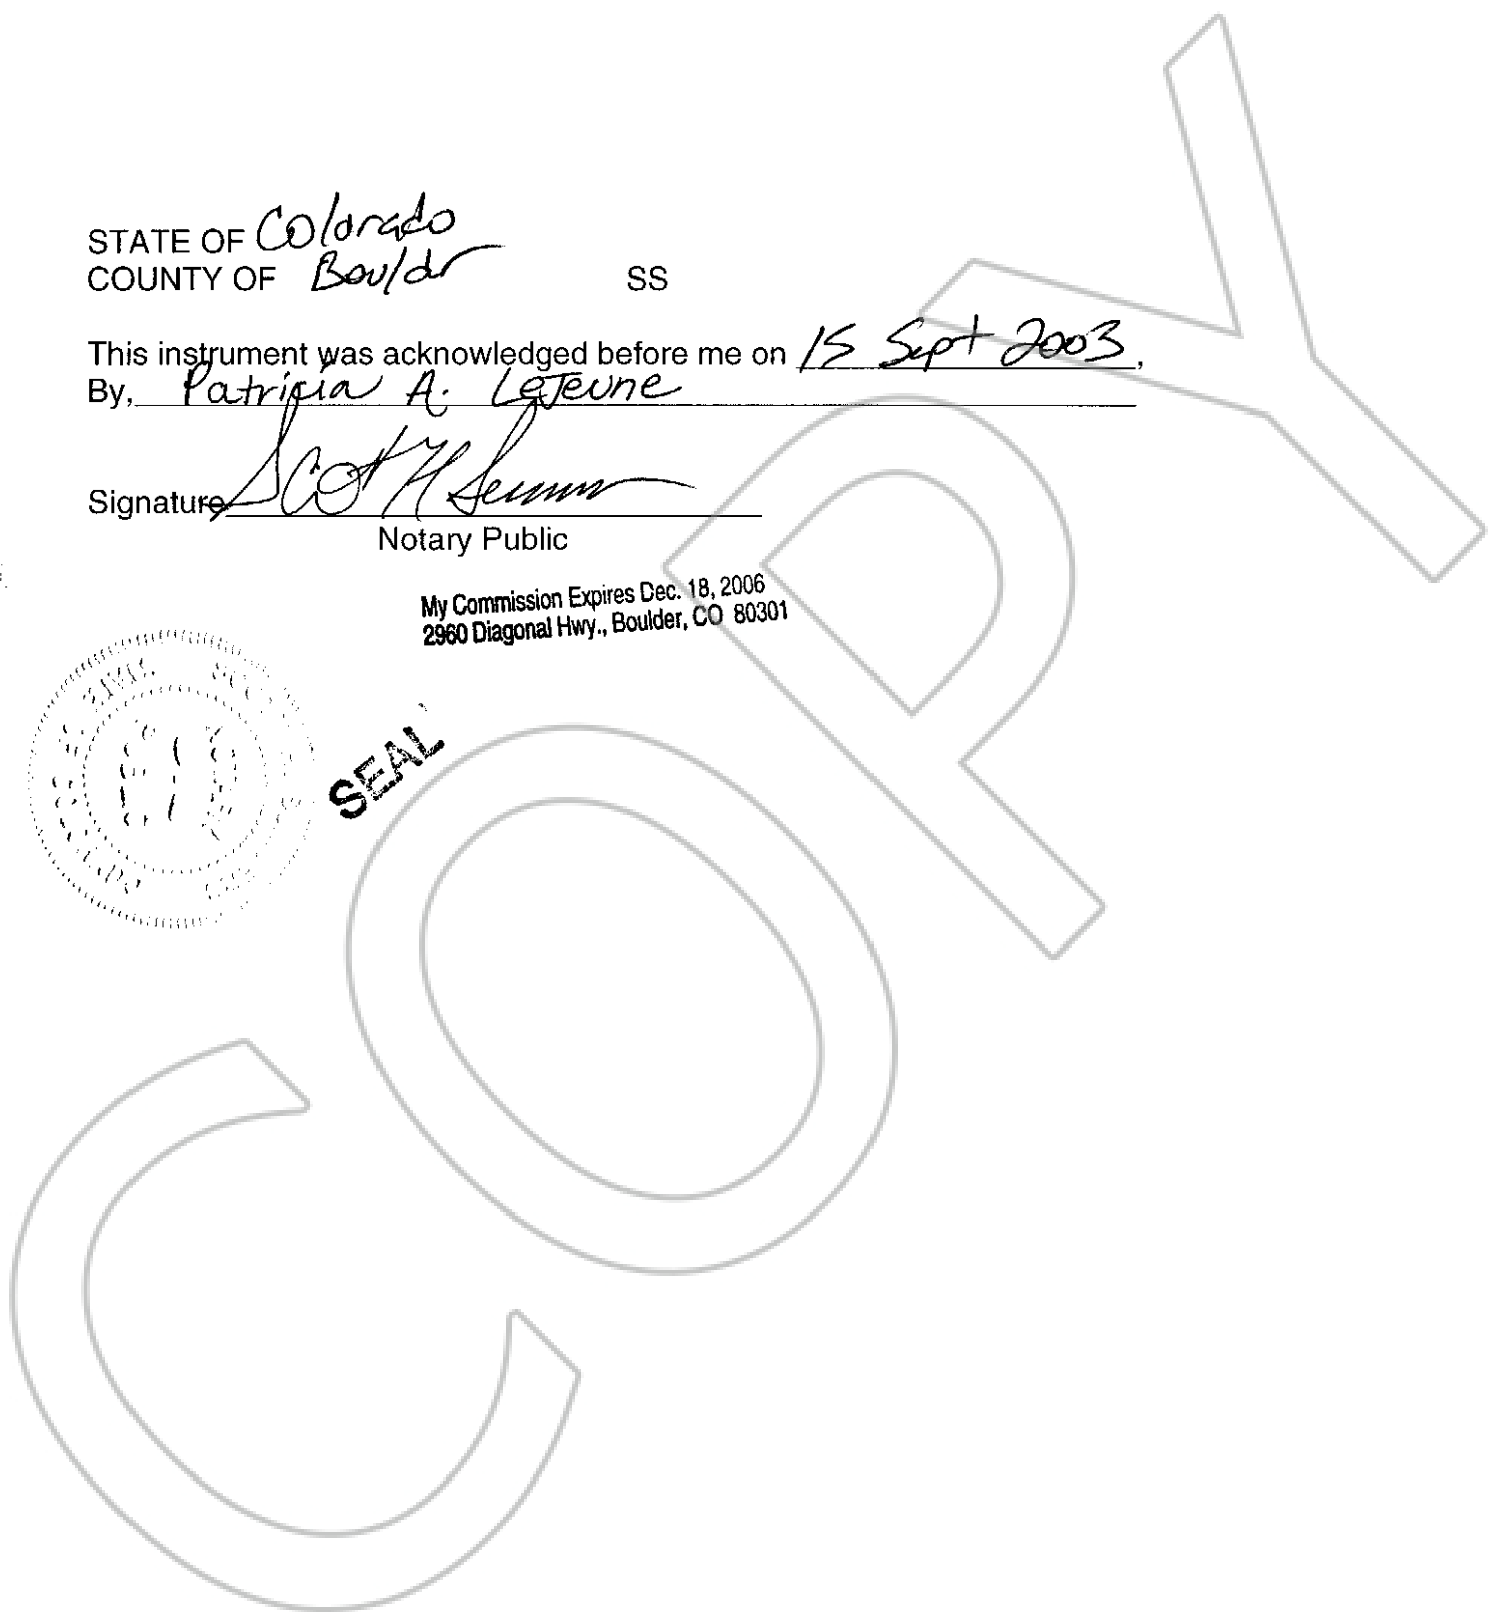 STATE OF Colorado
COUNTY OF Bouldr SS
This instrument was acknowledged before me on 15 Sept 2003,
By, Patricia A. LeJeune
Signature Scott H
Notary Public
My Commission Expires Dec. 18, 2006
2960 Diagonal Hwy., Boulder, CO 80301
SEAL
COPY